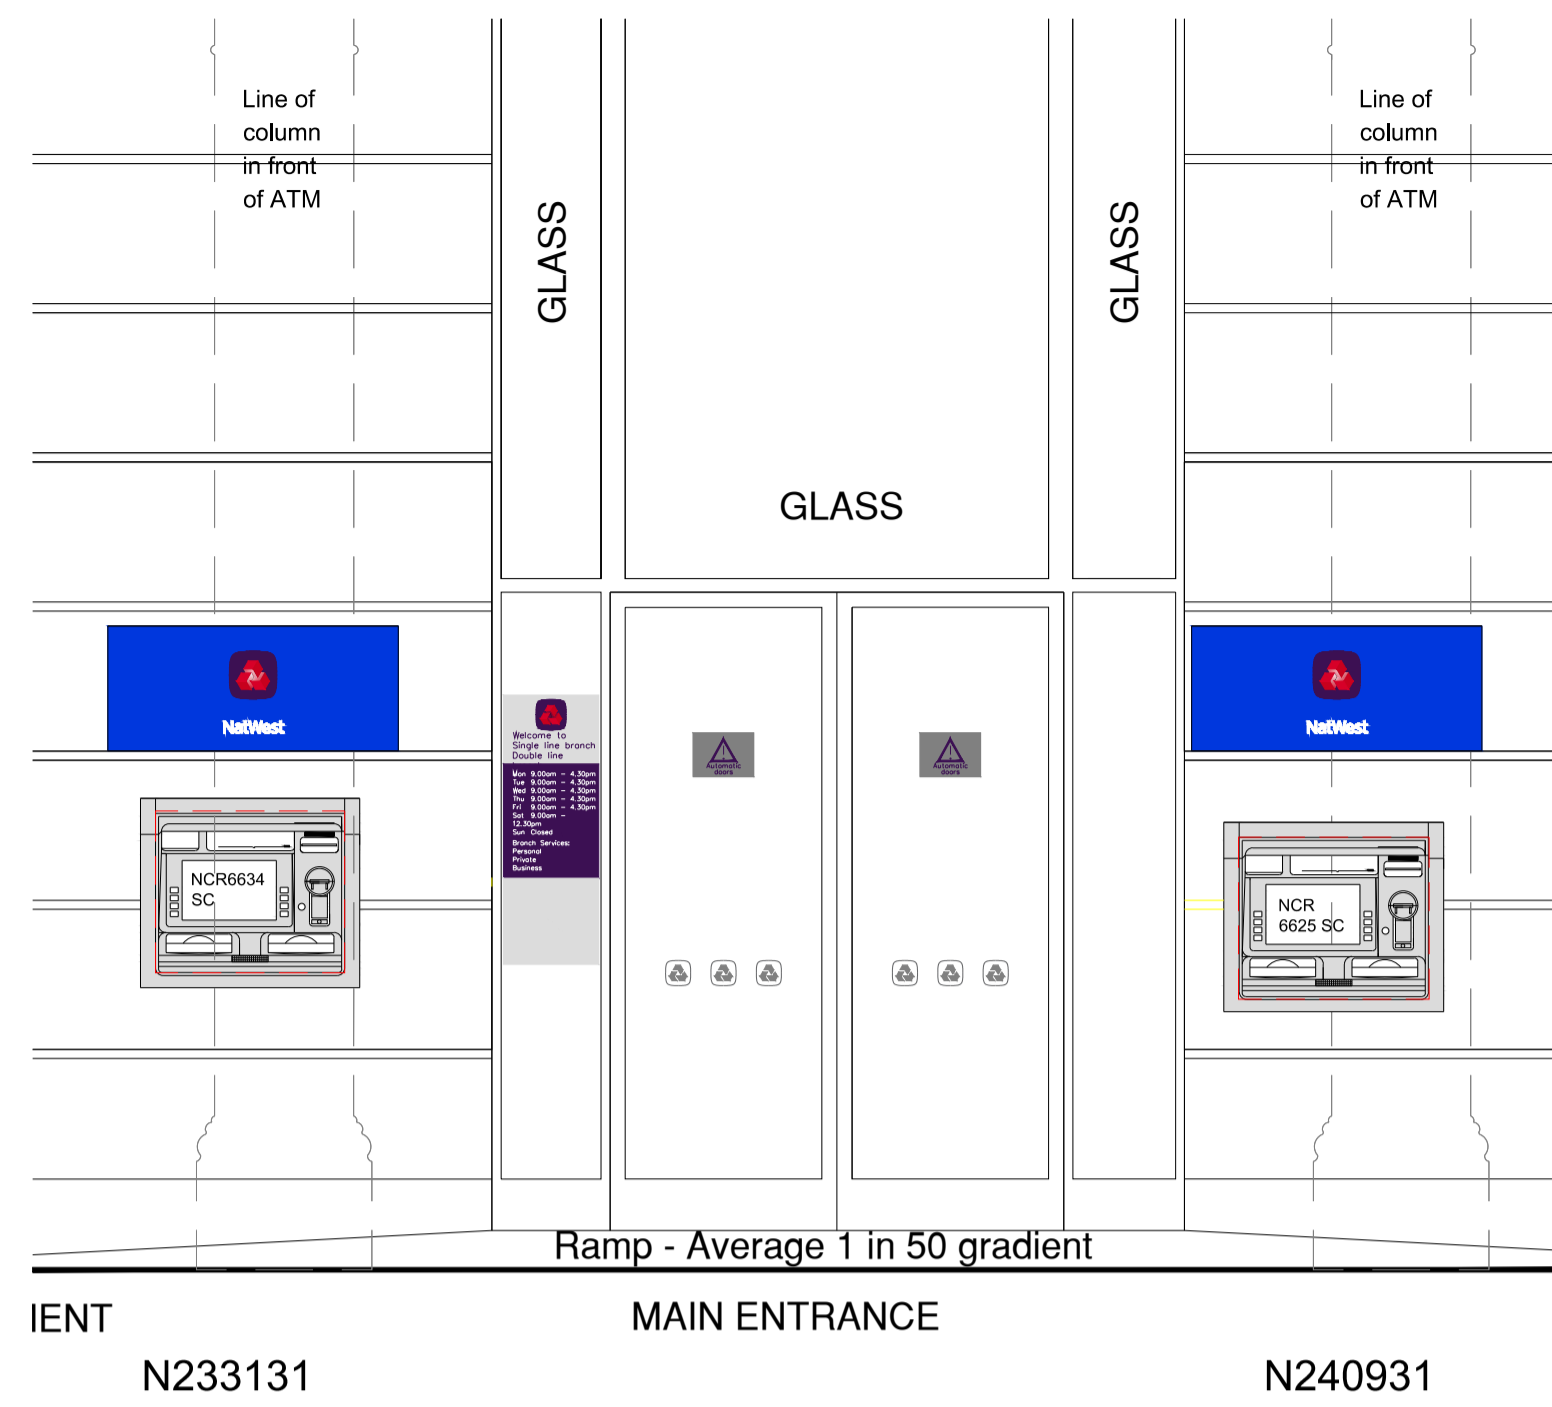 Line of
column
in front
of ATM
Line of
column
in front
of ATM
GLASS
GLASS
GLASS
NatWest
NatWest
Welcome to
Single line branch
Double line
Mon 9.00am - 4.30pm
Tue 9.00am - 4.30pm
Wed 9.00am - 4.30pm
Thu 9.00am - 4.30pm
Fri 9.00am - 4.30pm
Sat 9.00am -
12.30pm
Sun Closed
Branch Services:
Personal
Private
Business
Automatic
doors
Automatic
doors
NCR6634
SC
NCR
6625 SC
Ramp - Average 1 in 50 gradient
IENT
MAIN ENTRANCE
N233131
N240931